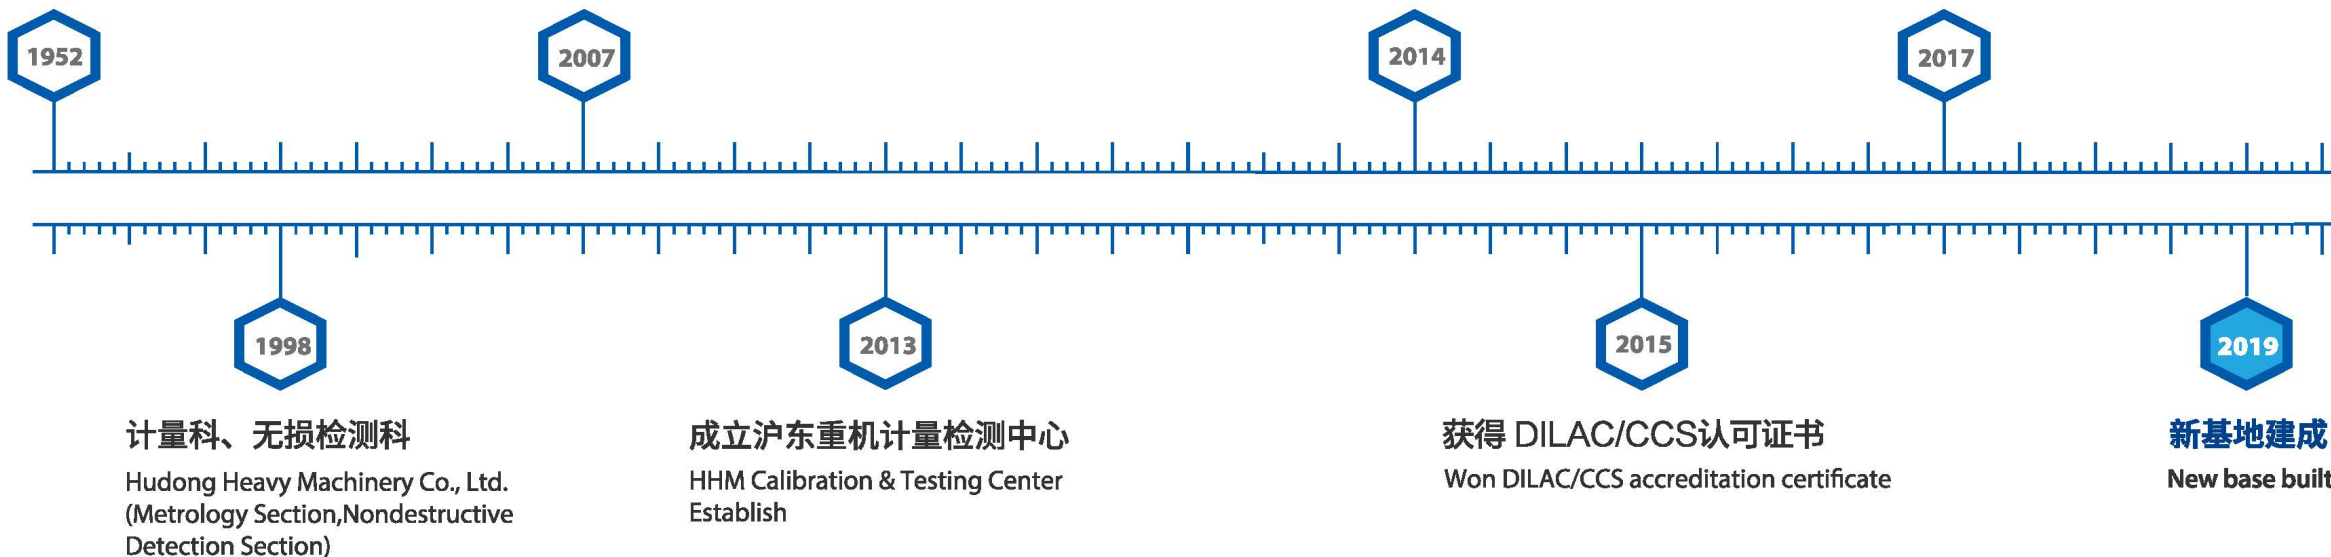 1952
2007
2014
2017
1998
2013
2015
2019
计量科、无损检测科
Hudong Heavy Machinery Co., Ltd.
(Metrology Section,Nondestructive
Detection Section)
成立沪东重机计量检测中心
HHM Calibration & Testing Center
Establish
获得 DILAC/CCS认可证书
Won DILAC/CCS accreditation certificate
新基地建成
New base built